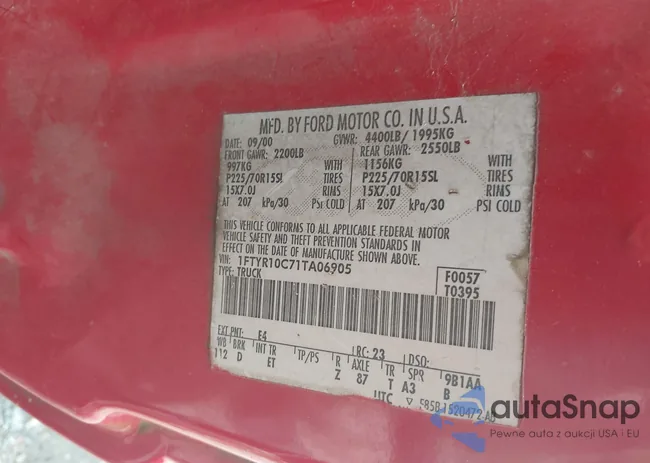 MFD. BY FORD MOTOR CO. IN U.S.A.
DATE: 09/00 GVWR: 4400LB/ 1995KG
FRONT GAWR: 2200LB REAR GAWR: 2550LB
997KG WITH 1156KG WITH
P225/70R15SL TIRES P225/70R15SL TIRES
15X7.0J RIMS 15X7.0J RIMS
AT 207 kPa/30 PSI COLD AT 207 kPa/30 PSI COLD
THIS VEHICLE CONFORMS TO ALL APPLICABLE FEDERAL MOTOR
VEHICLE SAFETY AND THEFT PREVENTION STANDARDS IN
EFFECT ON THE DATE OF MANUFACTURE SHOWN ABOVE.
VIN: 1FTYR10C71TA06905
TYPE: TRUCK
F0057
T0395
EXT PNT: E4 RC: 23 DSO:
WB BRK INT TR TP/PS R AXLE TR SPR 9B1AA
112 D ET Z 87 T A3 B
UTC
autaSnap
Pewne auta z aukcji USA i EU